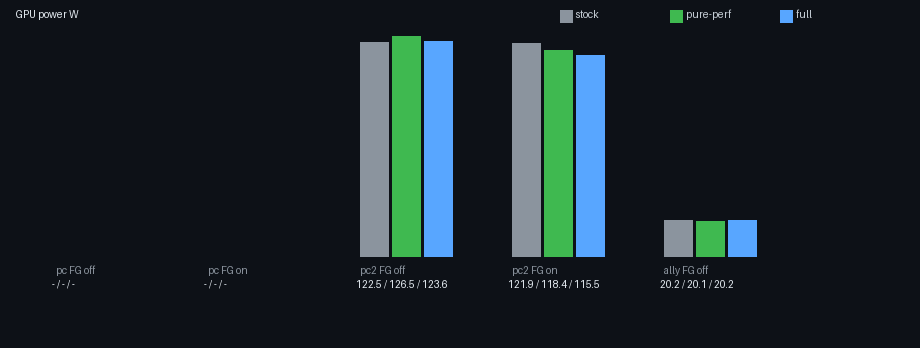 GPU power W
stock
pure-perf
full
pc FG off
pc FG on
pc2 FG off
pc2 FG on
ally FG off
-/-/-
-/-/-
122.5 / 126.5 / 123.6
121.9 / 118.4 / 115.5
20.2 / 20.1 / 20.2